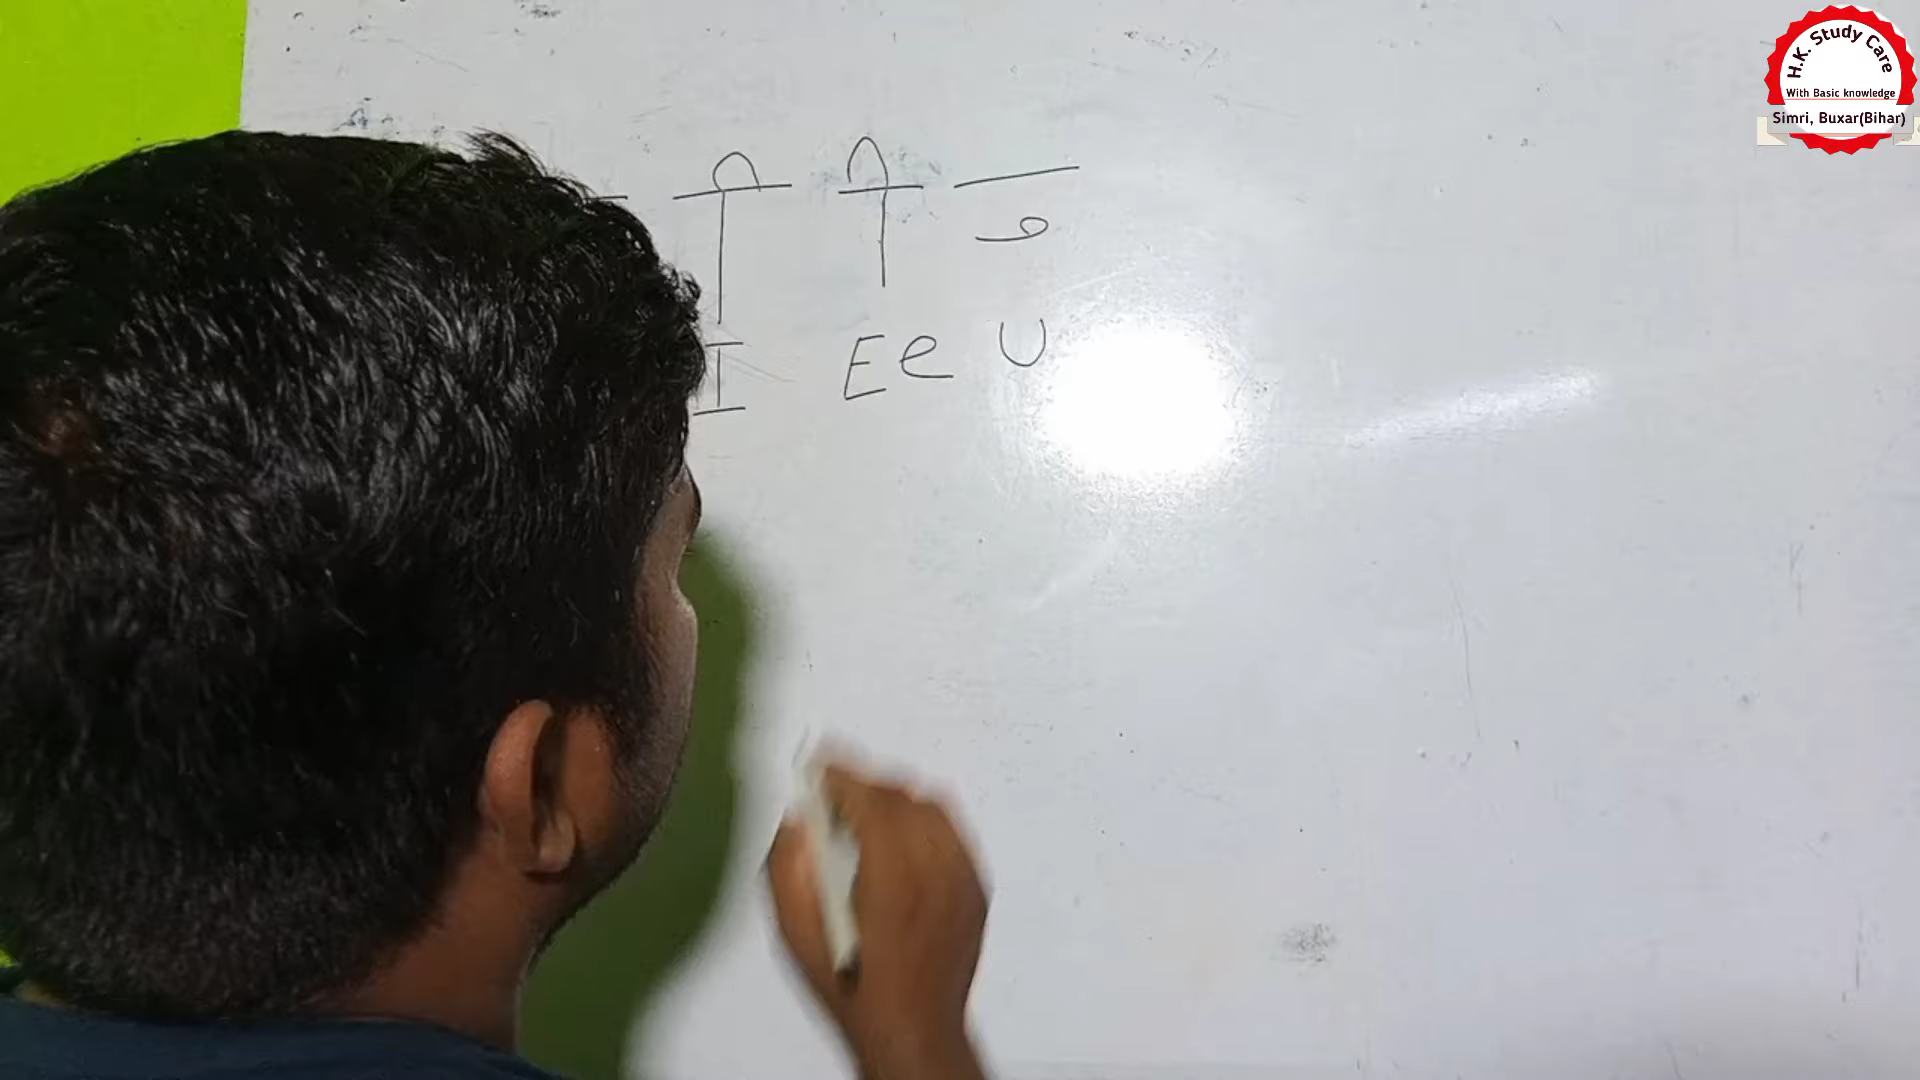 H.K. Study Care
With Basic knowledge
Simri, Buxar(Bihar)
ि ी ु
I Ee U